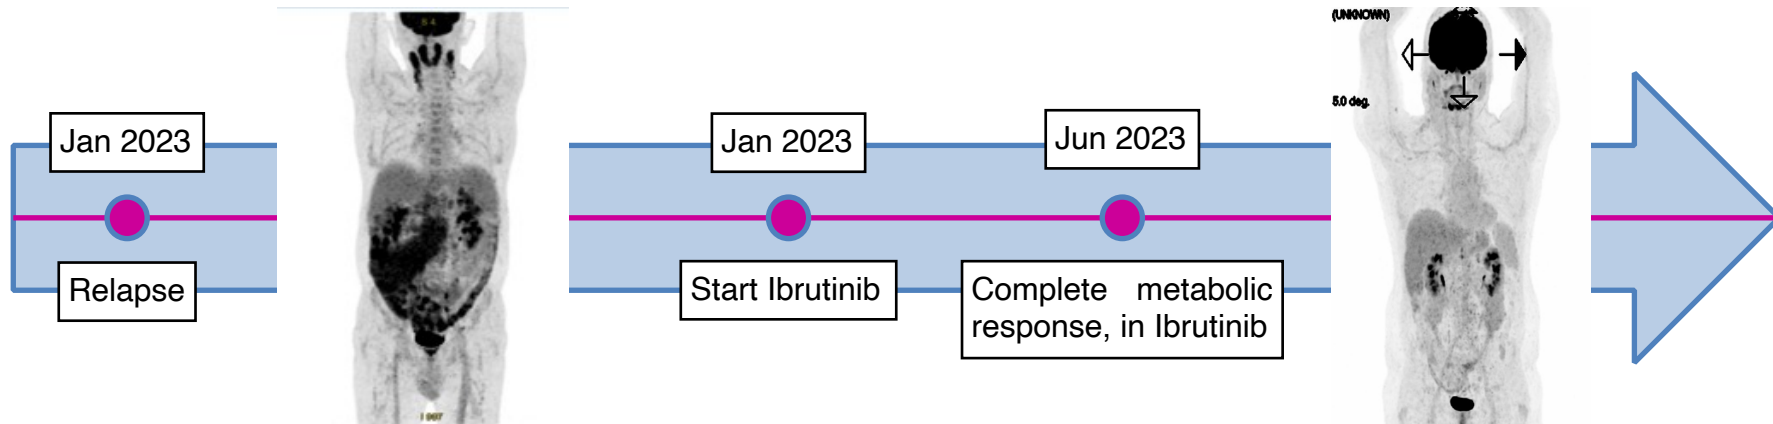 Jan 2023
Relapse
Jan 2023
Start Ibrutinib
Jun 2023
Complete metabolic
response, in Ibrutinib
(UNKNOWN)
5.0 deg.